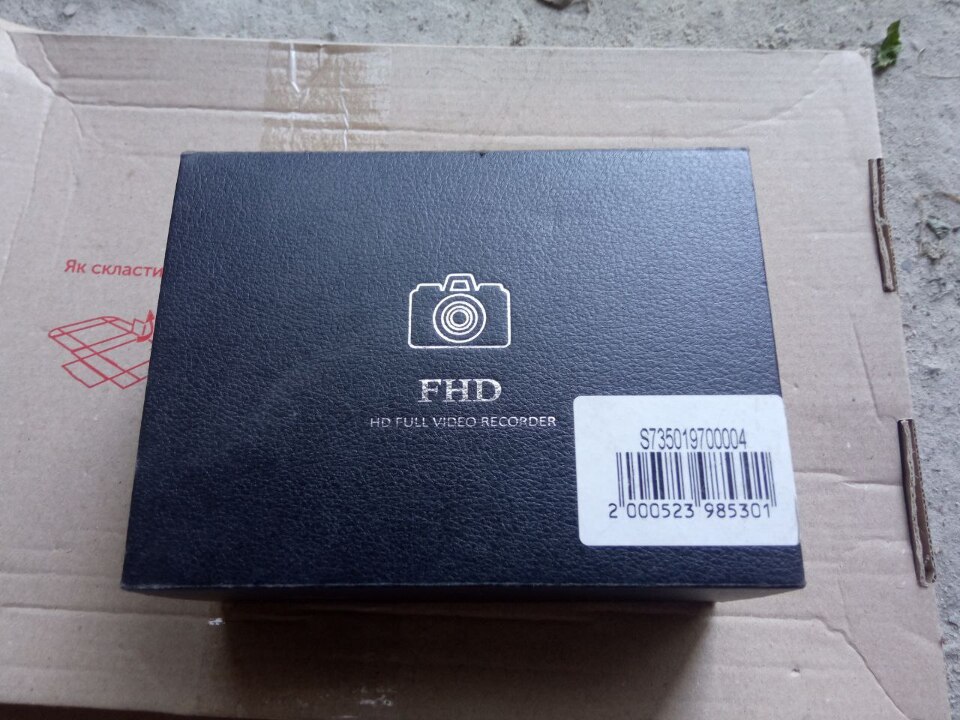 Як скласти
FHD
HD FULL VIDEO RECORDER
S735019700004
2 000523 985301